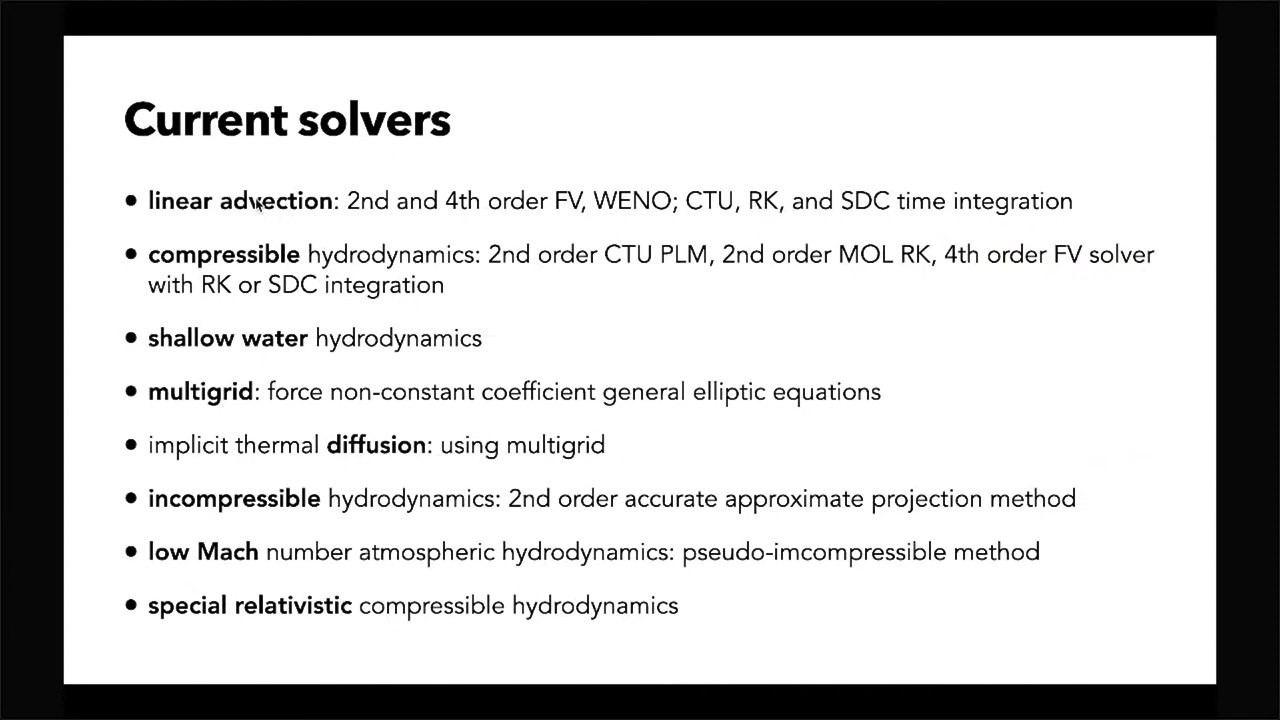 Current solvers
• linear advection: 2nd and 4th order FV, WENO; CTU, RK, and SDC time integration
• compressible hydrodynamics: 2nd order CTU PLM, 2nd order MOL RK, 4th order FV solver
with RK or SDC integration
• shallow water hydrodynamics
• multigrid: force non-constant coefficient general elliptic equations
• implicit thermal diffusion: using multigrid
• incompressible hydrodynamics: 2nd order accurate approximate projection method
• low Mach number atmospheric hydrodynamics: pseudo-imcompressible method
• special relativistic compressible hydrodynamics